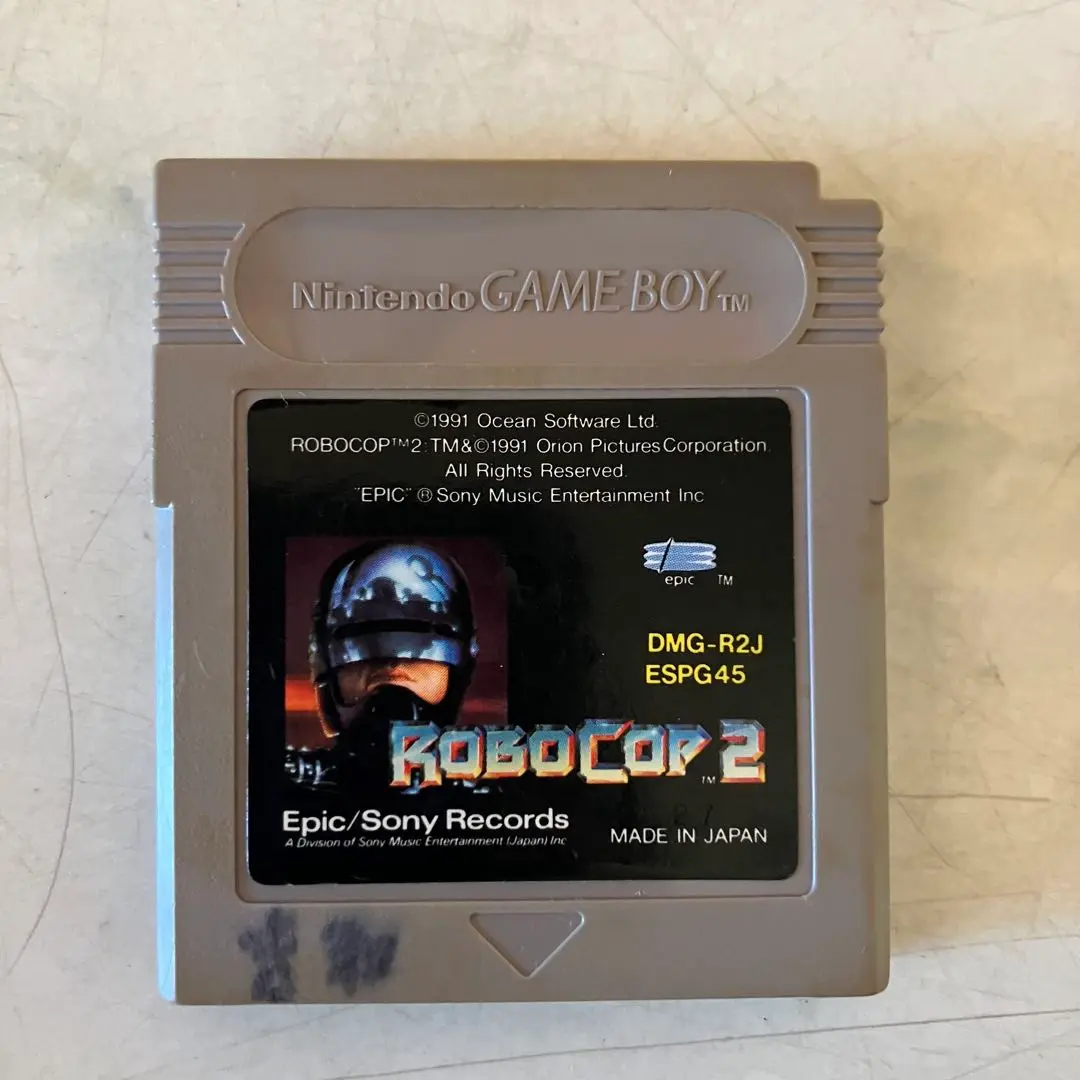 Nintendo GAME BOY TM
©1991 Ocean Software Ltd.
ROBOCOP™2:TM&©1991 Orion Pictures Corporation.
All Rights Reserved.
"EPIC" ® Sony Music Entertainment Inc
epic TM
DMG-R2J
ESPG45
ROBOCOP™ 2
Epic/Sony Records
A Division of Sony Music Entertainment (Japan) Inc
MADE IN JAPAN